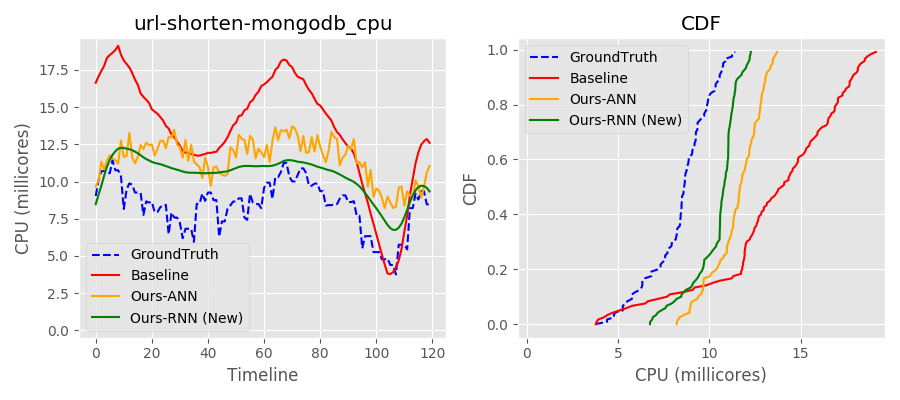 url-shorten-mongodb_cpu
CPU (millicores)
17.5
15.0
12.5
10.0
7.5
5.0
2.5
0.0
GroundTruth
Baseline
Ours-ANN
Ours-RNN (New)
0 20 40 60 80 100 120
Timeline
CDF
CDF
1.0
0.8
0.6
0.4
0.2
0.0
GroundTruth
Baseline
Ours-ANN
Ours-RNN (New)
0 5 10 15
CPU (millicores)